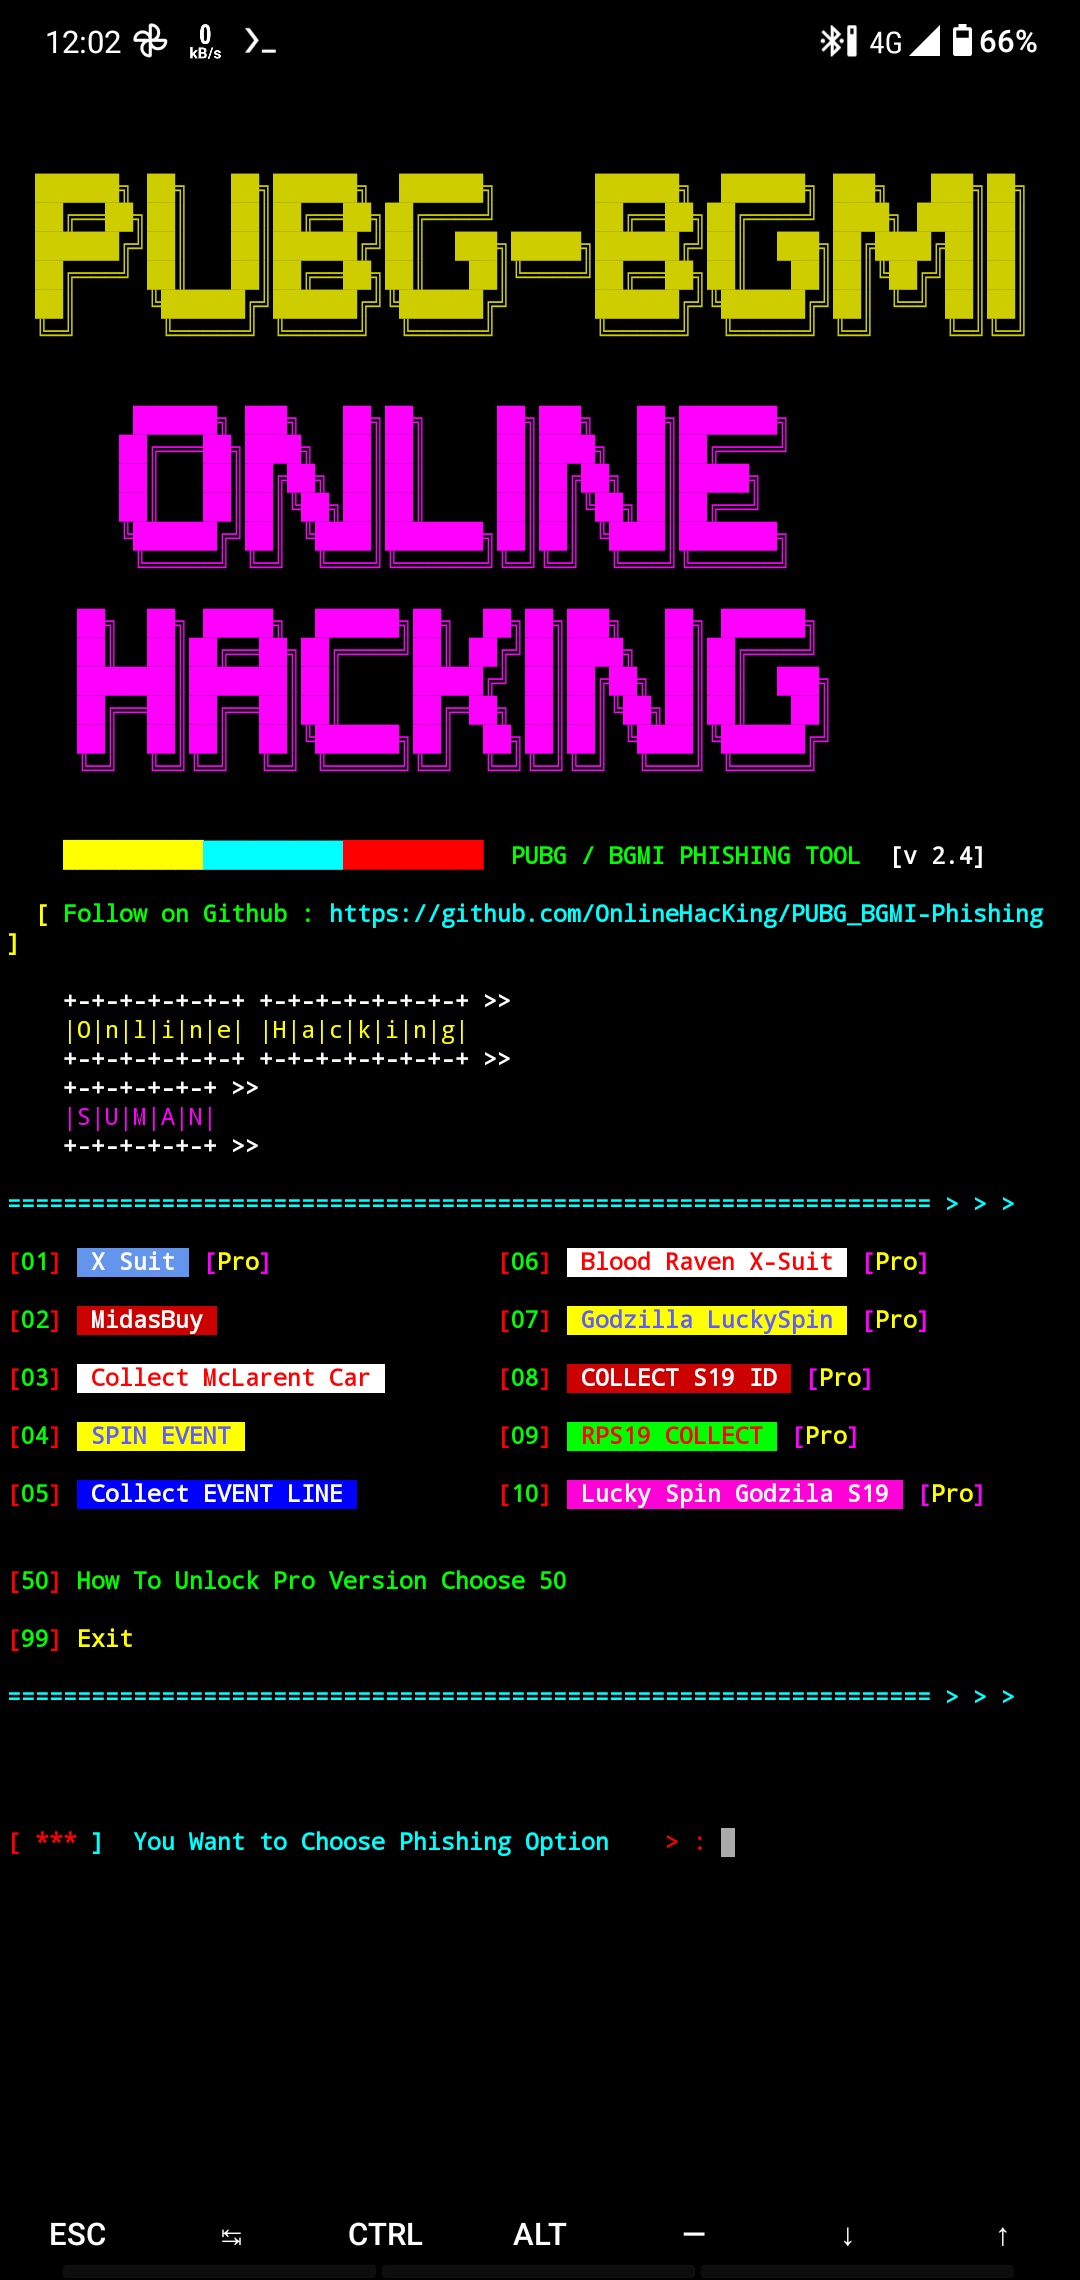 12:02 0 kB/s 4G 66%
PUBG-BGMI
ONLINE
HACKING
PUBG / BGMI PHISHING TOOL [v 2.4]
[ Follow on Github : https://github.com/OnlineHacKing/PUBG_BGMI-Phishing
]
+-+-+-+-+-+-+ +-+-+-+-+-+-+-+ >>
|O|n|l|i|n|e| |H|a|c|k|i|n|g|
+-+-+-+-+-+-+ +-+-+-+-+-+-+-+ >>
+-+-+-+-+-+ >>
|S|U|M|A|N|
+-+-+-+-+-+ >>
================================================================== > > >
[01] X Suit [Pro] [06] Blood Raven X-Suit [Pro]
[02] MidasBuy [07] Godzilla LuckySpin [Pro]
[03] Collect McLarent Car [08] COLLECT S19 ID [Pro]
[04] SPIN EVENT [09] RPS19 COLLECT [Pro]
[05] Collect EVENT LINE [10] Lucky Spin Godzila S19 [Pro]
[50] How To Unlock Pro Version Choose 50
[99] Exit
================================================================== > > >
[ *** ] You Want to Choose Phishing Option > :
ESC ↹ CTRL ALT — ↓ ↑